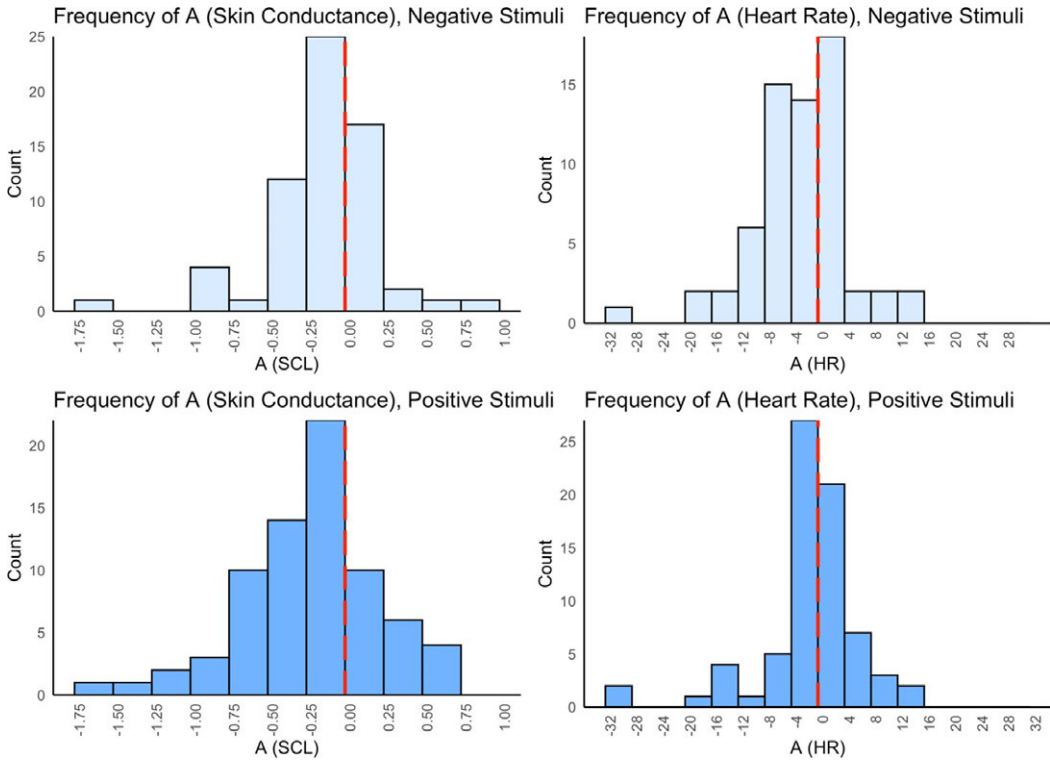 Frequency of A (Skin Conductance), Negative Stimuli
25
20
15
10
5
0
Count
-1.75 -1.50 -1.25 -1.00 -0.75 -0.50 -0.25 0.00 0.25 0.50 0.75 1.00
A (SCL)
Frequency of A (Heart Rate), Negative Stimuli
15
10
5
0
Count
-32 -28 -24 -20 -16 -12 -8 -4 0 4 8 12 16 20 24 28
A (HR)
Frequency of A (Skin Conductance), Positive Stimuli
20
15
10
5
0
Count
-1.75 -1.50 -1.25 -1.00 -0.75 -0.50 -0.25 0.00 0.25 0.50 0.75 1.00
A (SCL)
Frequency of A (Heart Rate), Positive Stimuli
25
20
15
10
5
0
Count
-32 -28 -24 -20 -16 -12 -8 -4 0 4 8 12 16 20 24 28 32
A (HR)